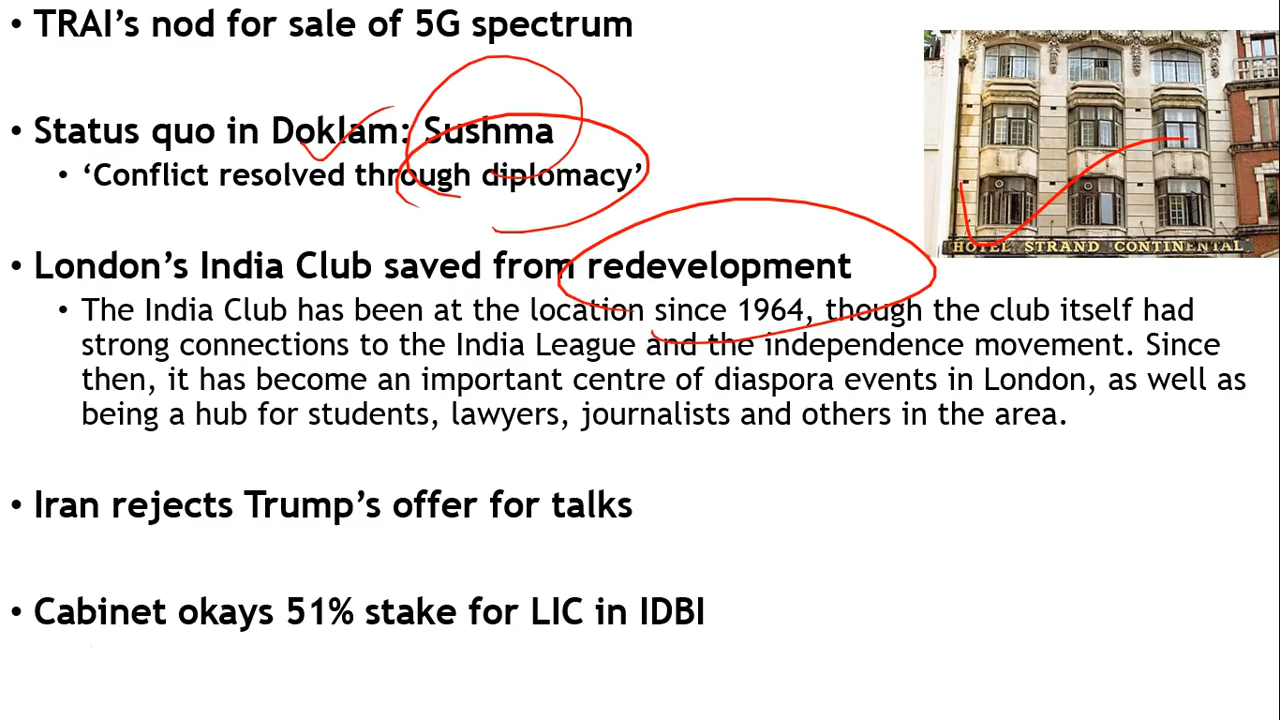 • TRAI’s nod for sale of 5G spectrum
• Status quo in Doklam: Sushma
• ‘Conflict resolved through diplomacy’
• London’s India Club saved from redevelopment
• The India Club has been at the location since 1964, though the club itself had
strong connections to the India League and the independence movement. Since
then, it has become an important centre of diaspora events in London, as well as
being a hub for students, lawyers, journalists and others in the area.
• Iran rejects Trump’s offer for talks
• Cabinet okays 51% stake for LIC in IDBI
HOTEL STRAND CONTINENTAL